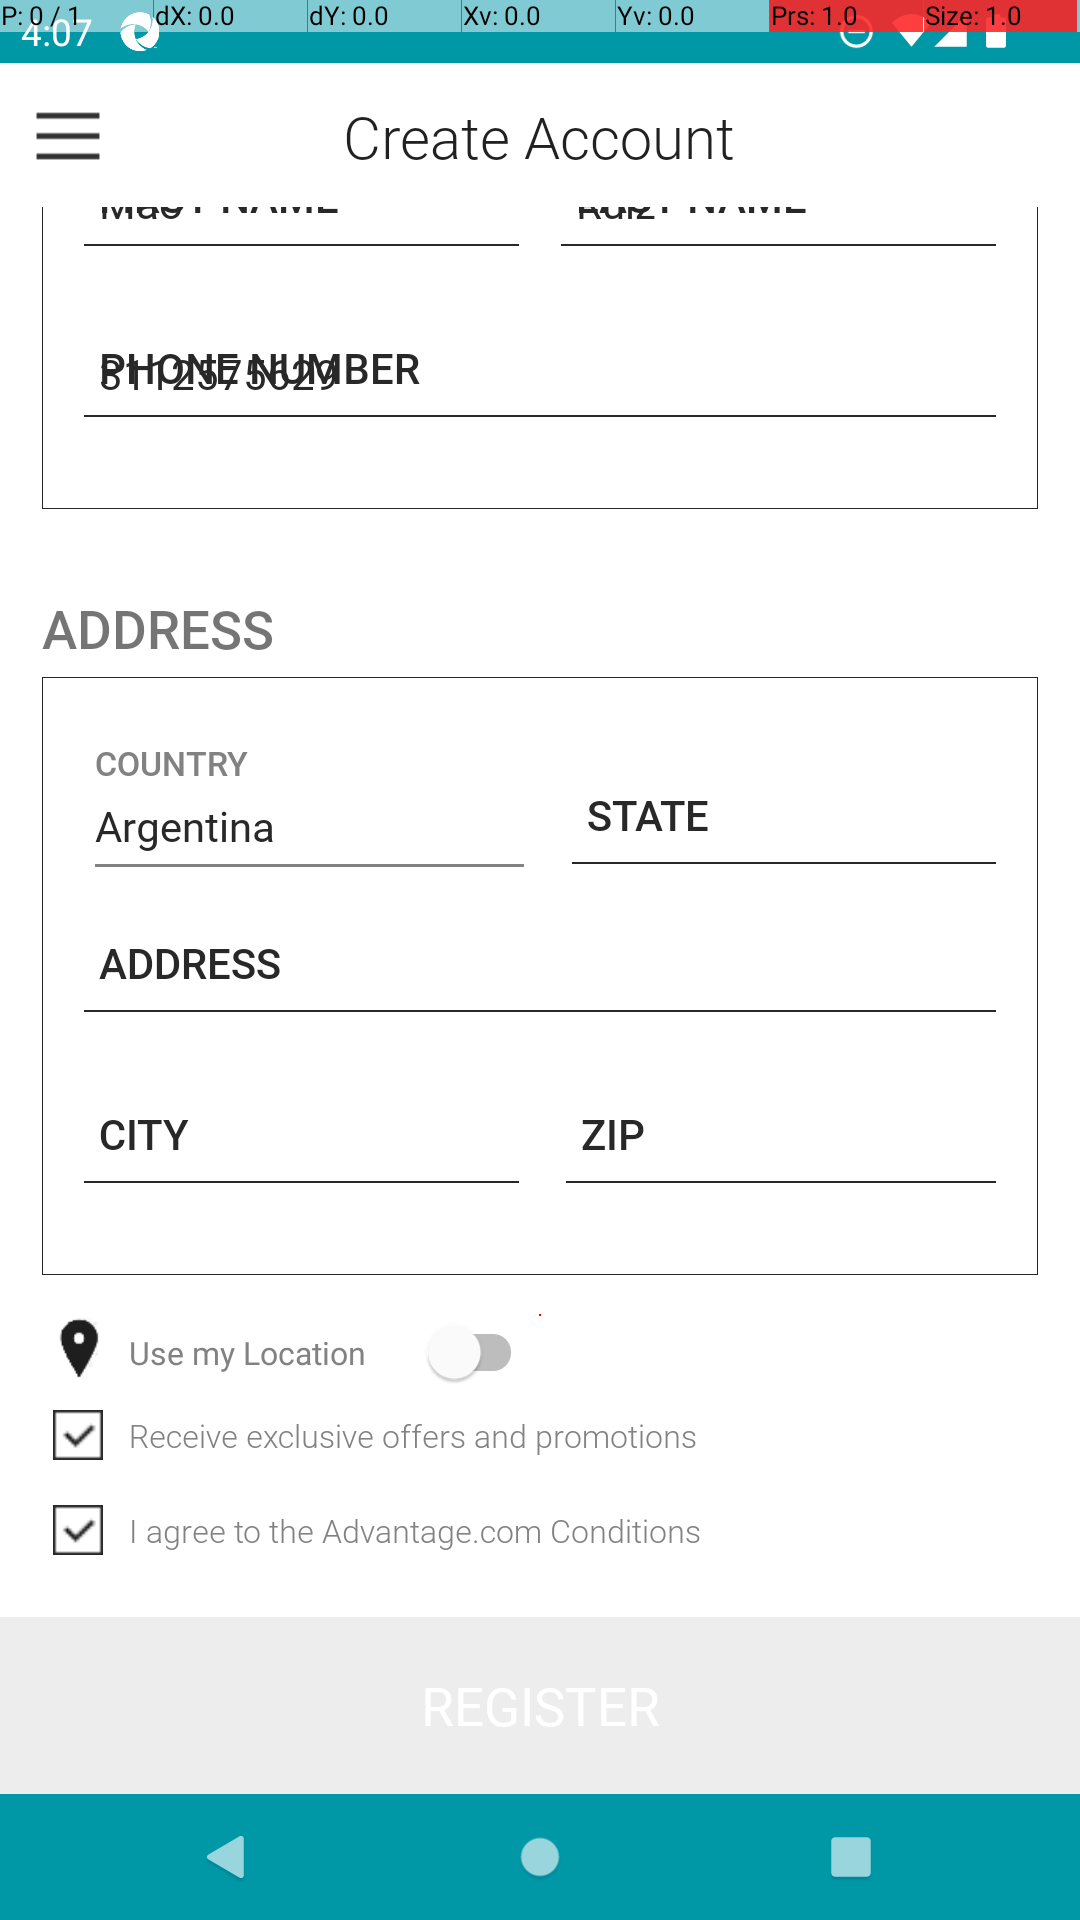 P: 0 / 1 dX: 0.0 dY: 0.0 Xv: 0.0 Yv: 0.0 Prs: 1.0 Size: 1.0
4:07
Create Account
NAME NAME
PHONE NUMBER
3112575629
ADDRESS
COUNTRY
Argentina
STATE
ADDRESS
CITY ZIP
Use my Location
Receive exclusive offers and promotions
I agree to the Advantage.com Conditions
REGISTER